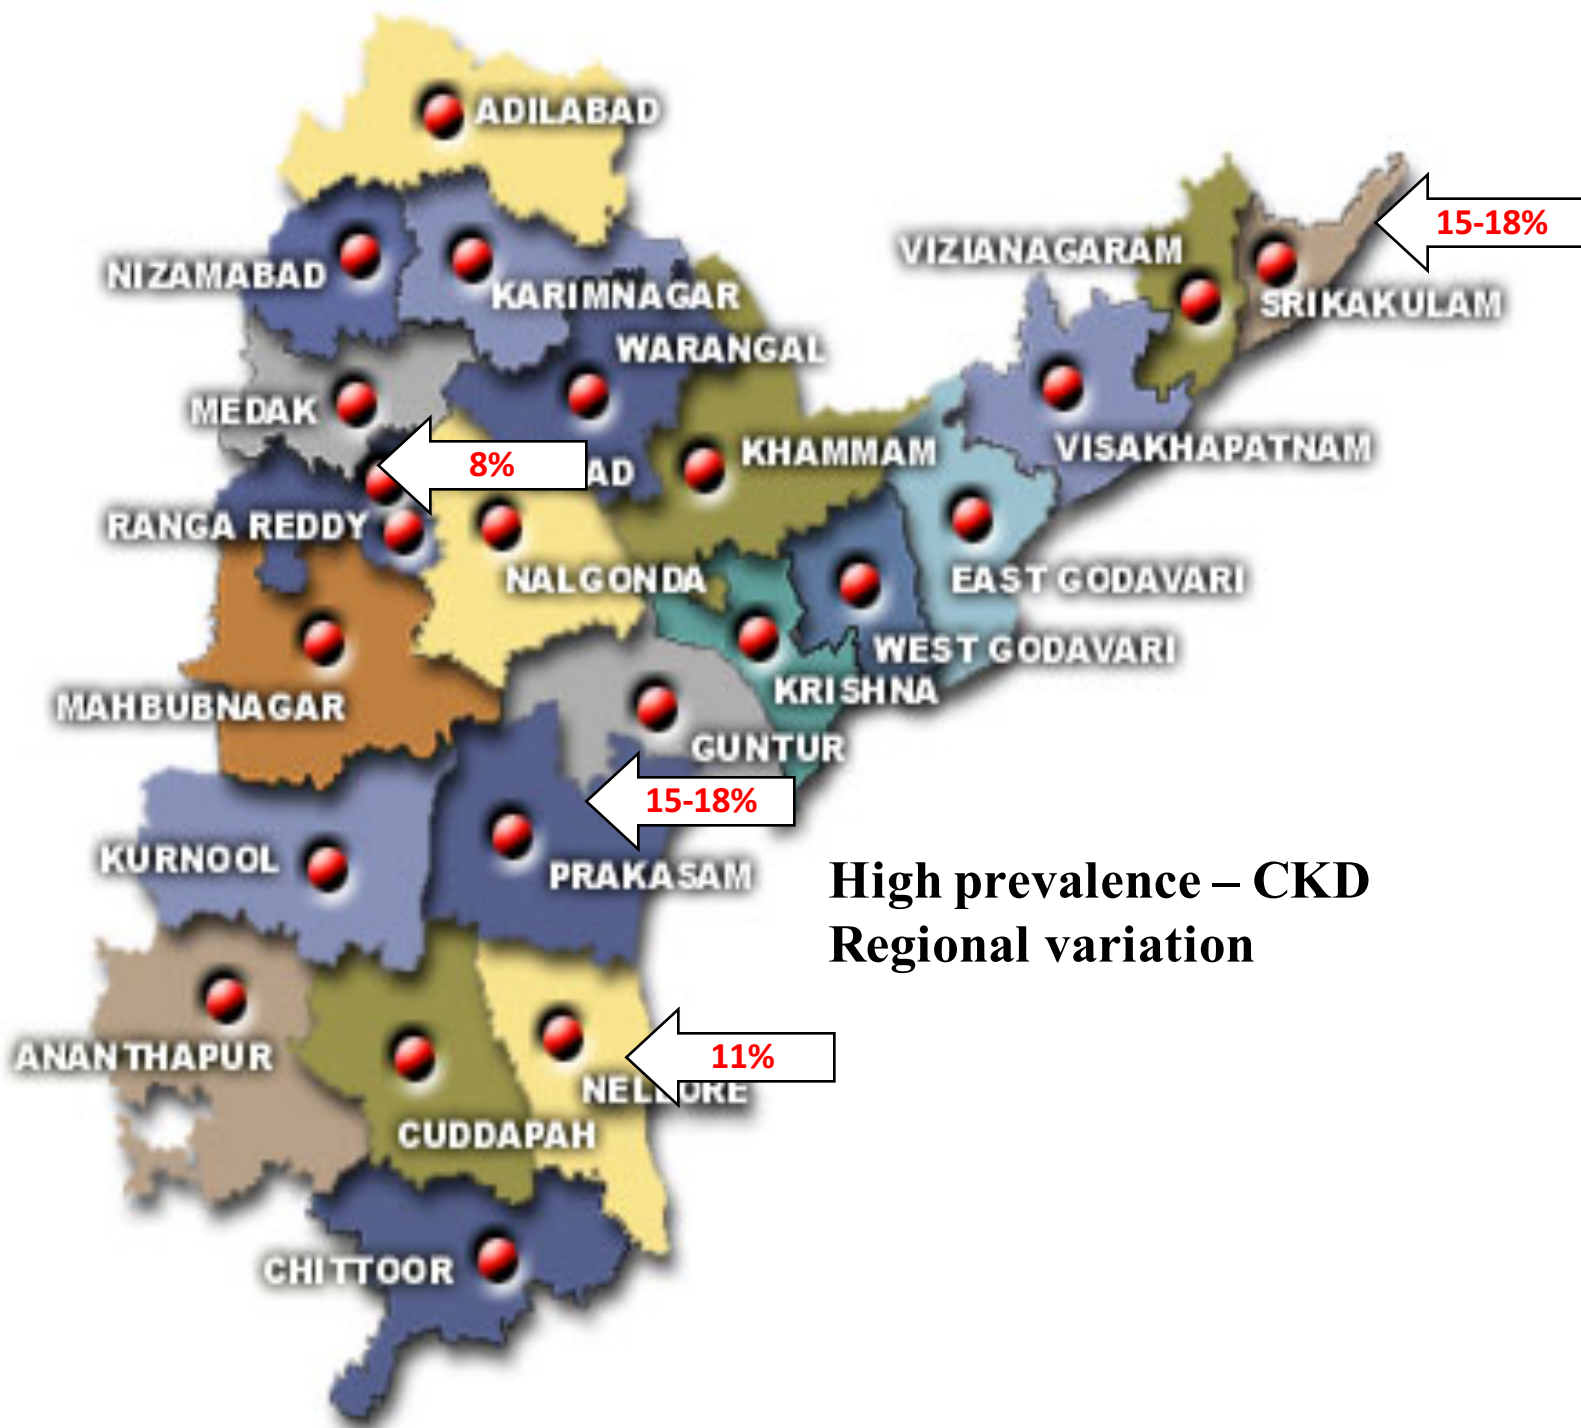 ADILABAD
15-18%
VIZIANAGARAM
NIZAMABAD
KARIMNAGAR
SRIKAKULAM
WARANGAL
MEDAK
KHAMMAM
VISAKHAPATNAM
8%
AD
RANGA REDDY
NALGONDA
EAST GODAVARI
WEST GODAVARI
KRISHNA
MAHBUBNAGAR
GUNTUR
15-18%
KURNOOL
PRAKASAM
High prevalence – CKD
Regional variation
ANANTHAPUR
11%
NELLORE
CUDDAPAH
CHITTOOR